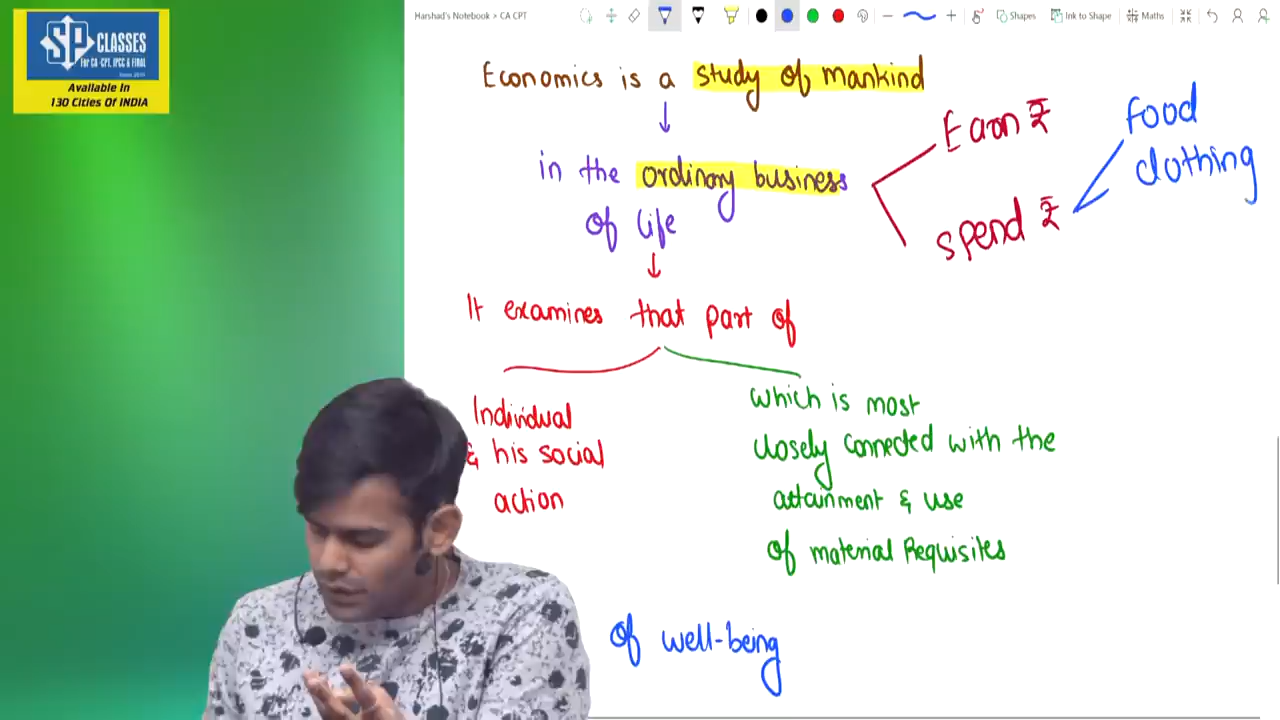 SP CLASSES
For CA-CPT, IPCC & FINAL
Since 2010
Available In
130 Cities Of INDIA
Harshad's Notebook > CA CPT
Shapes
Ink to Shape
Maths
Economics is a study of mankind
in the ordinary business
of life
Earn ₹
spend ₹
Food
clothing
It examines that part of
Individual
& his social
action
which is most
closely connected with the
attainment & use
of material Requisites
of well-being